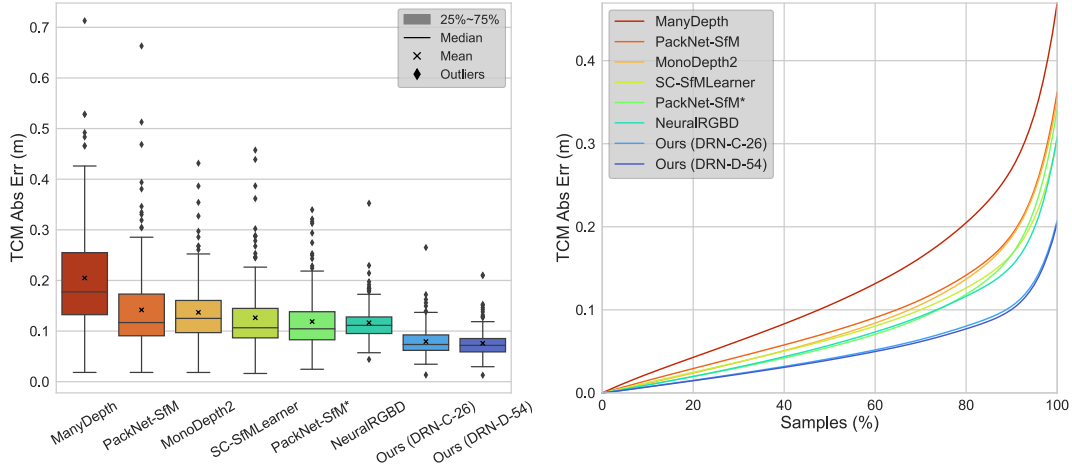 TCM Abs Err (m)
0.7
0.6
0.5
0.4
0.3
0.2
0.1
0.0
25%~75%
Median
Mean
Outliers
ManyDepth
PackNet-SfM
MonoDepth2
SC-SfMLearner
PackNet-SfM*
NeuralRGBD
Ours (DRN-C-26)
Ours (DRN-D-54)
TCM Abs Err (m)
0.4
0.3
0.2
0.1
0.0
ManyDepth
PackNet-SfM
MonoDepth2
SC-SfMLearner
PackNet-SfM*
NeuralRGBD
Ours (DRN-C-26)
Ours (DRN-D-54)
0 20 40 60 80 100
Samples (%)